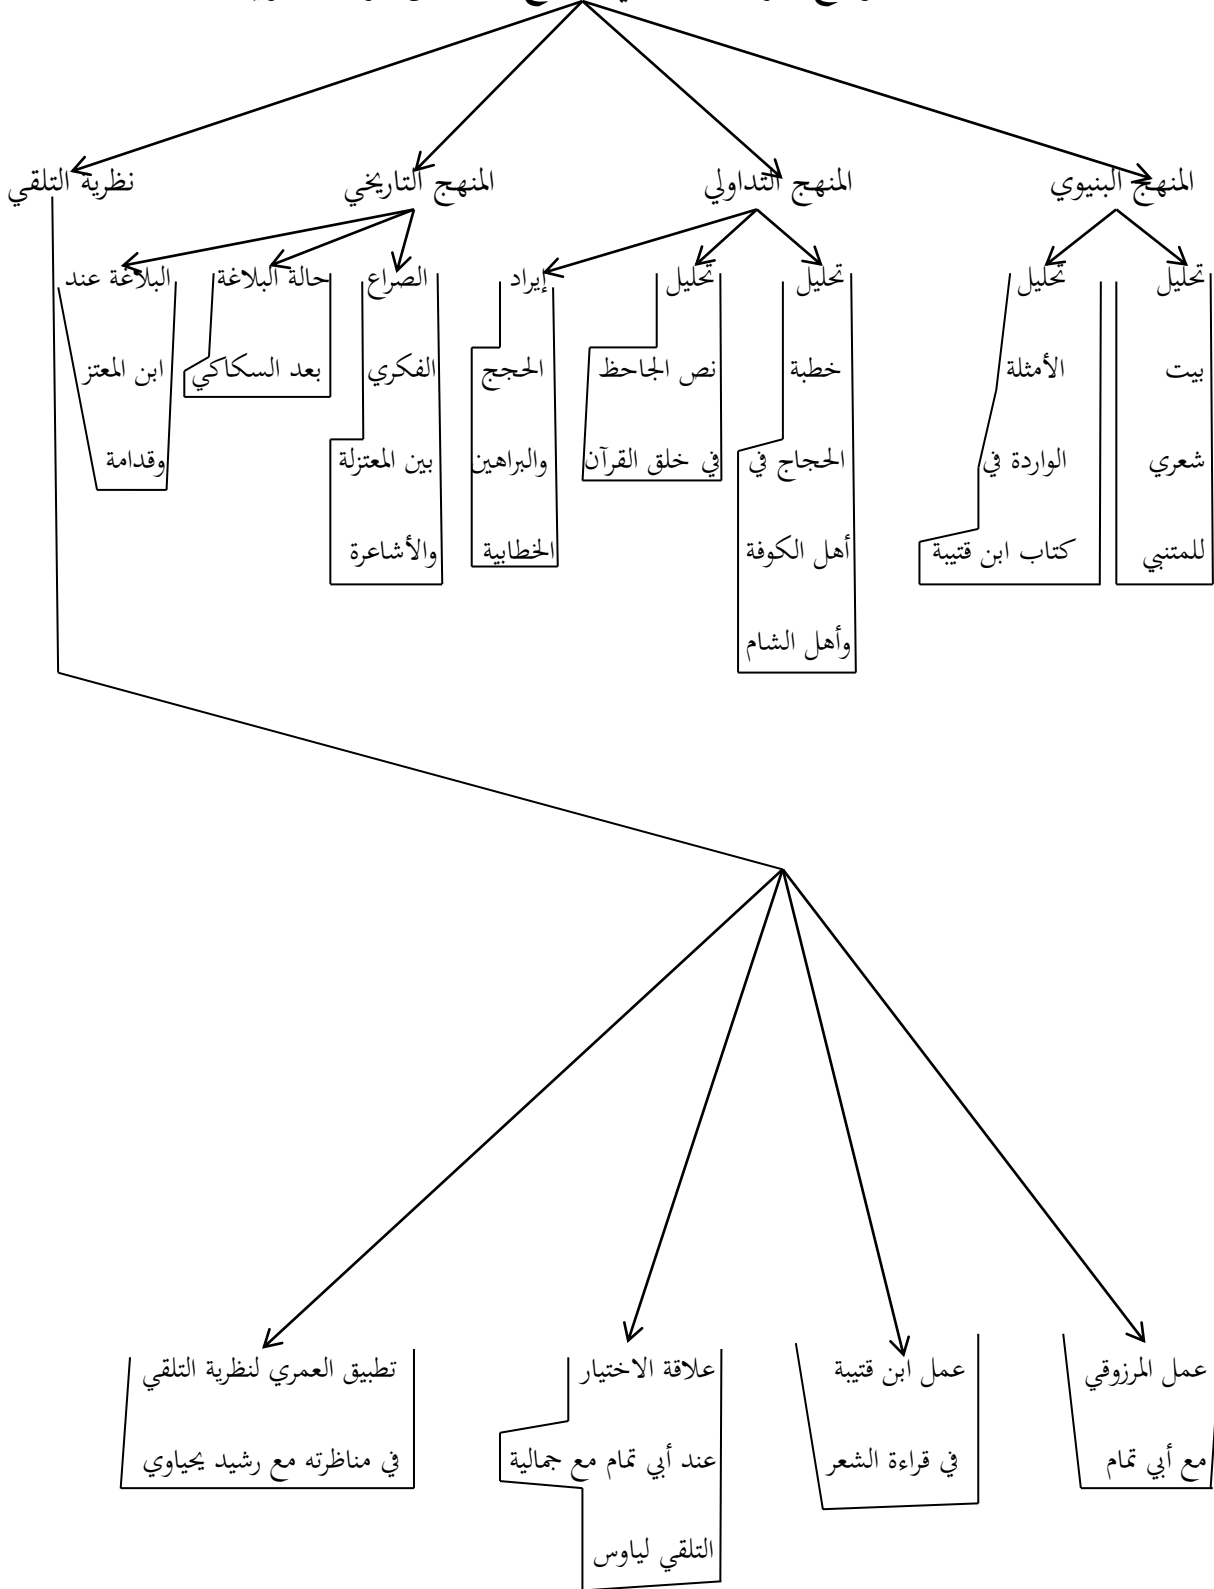 المنهج البنيوي
المنهج التداولي
المنهج التاريخي
نظرية التلقي
تحليل
بيت
شعري
للمتنبي
تحليل
الأمثلة
الواردة في
كتاب ابن قتيبة
تحليل
خطبة
الحجاج في
أهل الكوفة
وأهل الشام
تحليل
نص الجاحظ
في خلق القرآن
إيراد
الحجج
والبراهين
الخطابية
الصراع
الفكري
بين المعتزلة
والأشاعرة
حالة البلاغة
بعد السكاكي
البلاغة عند
ابن المعتز
وقدامة
عمل المرزوقي
مع أبي تمام
عمل ابن قتيبة
في قراءة الشعر
علاقة الاختيار
عند أبي تمام مع جمالية
التلقي لياوس
تطبيق العمري لنظرية التلقي
في مناظرته مع رشيد يحياوي